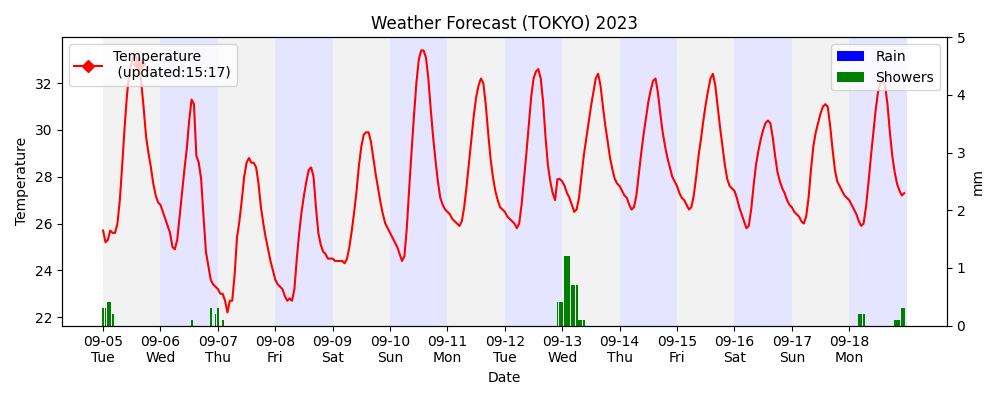 Weather Forecast (TOKYO) 2023
Temperature
(updated:15:17)
Rain
Showers
Temperature
32
30
28
26
24
22
5
4
3
2
1
0
mm
09-05 09-06 09-07 09-08 09-09 09-10 09-11 09-12 09-13 09-14 09-15 09-16 09-17 09-18
Tue Wed Thu Fri Sat Sun Mon Tue Wed Thu Fri Sat Sun Mon
Date